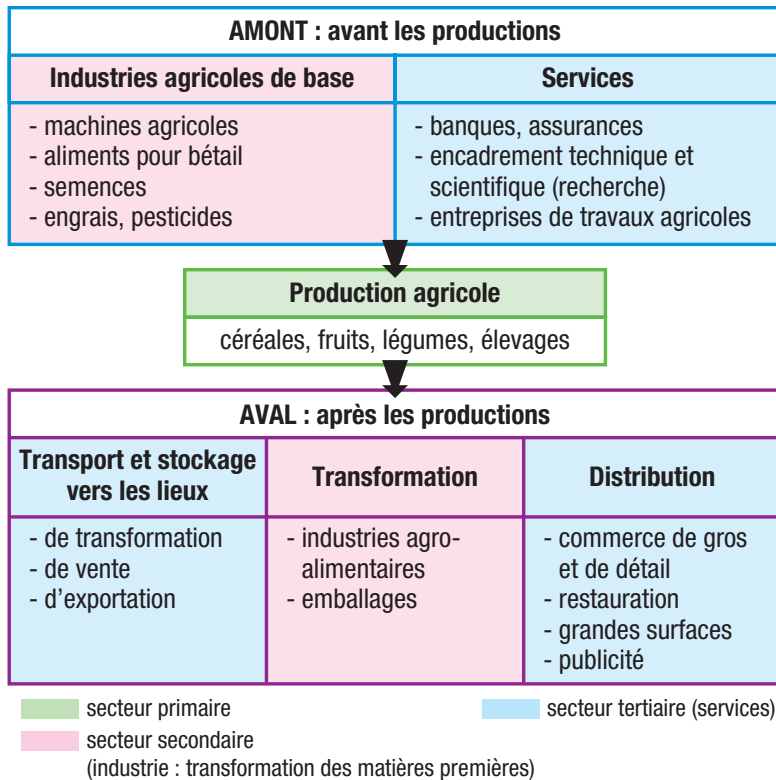 AMONT : avant les productions
Industries agricoles de base
- machines agricoles
- aliments pour bétail
- semences
- engrais, pesticides
Services
- banques, assurances
- encadrement technique et
scientifique (recherche)
- entreprises de travaux agricoles
Production agricole
céréales, fruits, légumes, élevages
AVAL : après les productions
Transport et stockage
vers les lieux
- de transformation
- de vente
- d'exportation
Transformation
- industries agro-
alimentaires
- emballages
Distribution
- commerce de gros
et de détail
- restauration
- grandes surfaces
- publicité
secteur primaire
secteur secondaire
(industrie : transformation des matières premières)
secteur tertiaire (services)